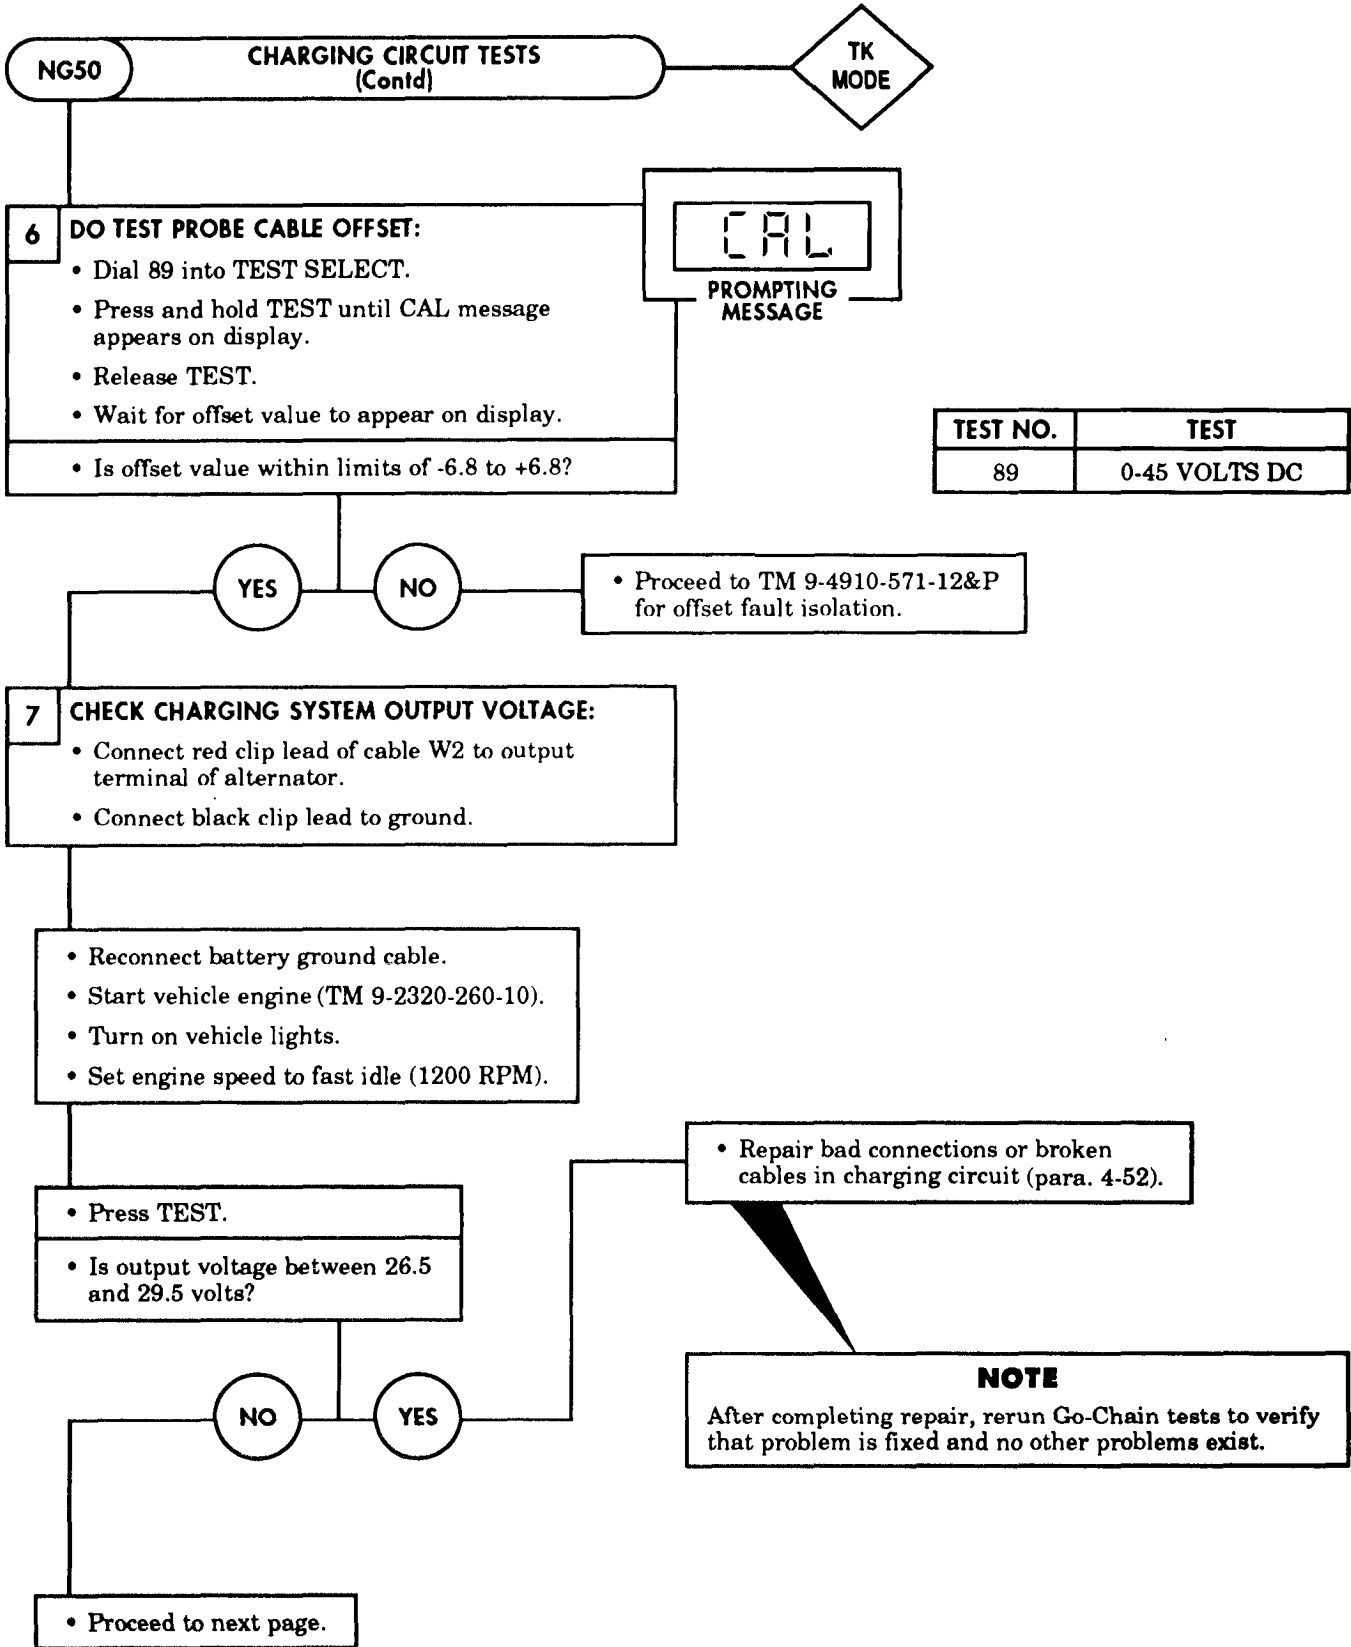 NG50
CHARGING CIRCUIT TESTS
(Contd)
TK
MODE
6
DO TEST PROBE CABLE OFFSET:
• Dial 89 into TEST SELECT.
• Press and hold TEST until CAL message
appears on display.
• Release TEST.
• Wait for offset value to appear on display.
• Is offset value within limits of -6.8 to +6.8?
CAL
PROMPTING
MESSAGE
TEST NO. TEST
89 0-45 VOLTS DC
YES
NO
• Proceed to TM 9-4910-571-12&P
for offset fault isolation.
7
CHECK CHARGING SYSTEM OUTPUT VOLTAGE:
• Connect red clip lead of cable W2 to output
terminal of alternator.
• Connect black clip lead to ground.
• Reconnect battery ground cable.
• Start vehicle engine (TM 9-2320-260-10).
• Turn on vehicle lights.
• Set engine speed to fast idle (1200 RPM).
• Press TEST.
• Is output voltage between 26.5
and 29.5 volts?
• Repair bad connections or broken
cables in charging circuit (para. 4-52).
NOTE
After completing repair, rerun Go-Chain tests to verify
that problem is fixed and no other problems exist.
NO
YES
• Proceed to next page.